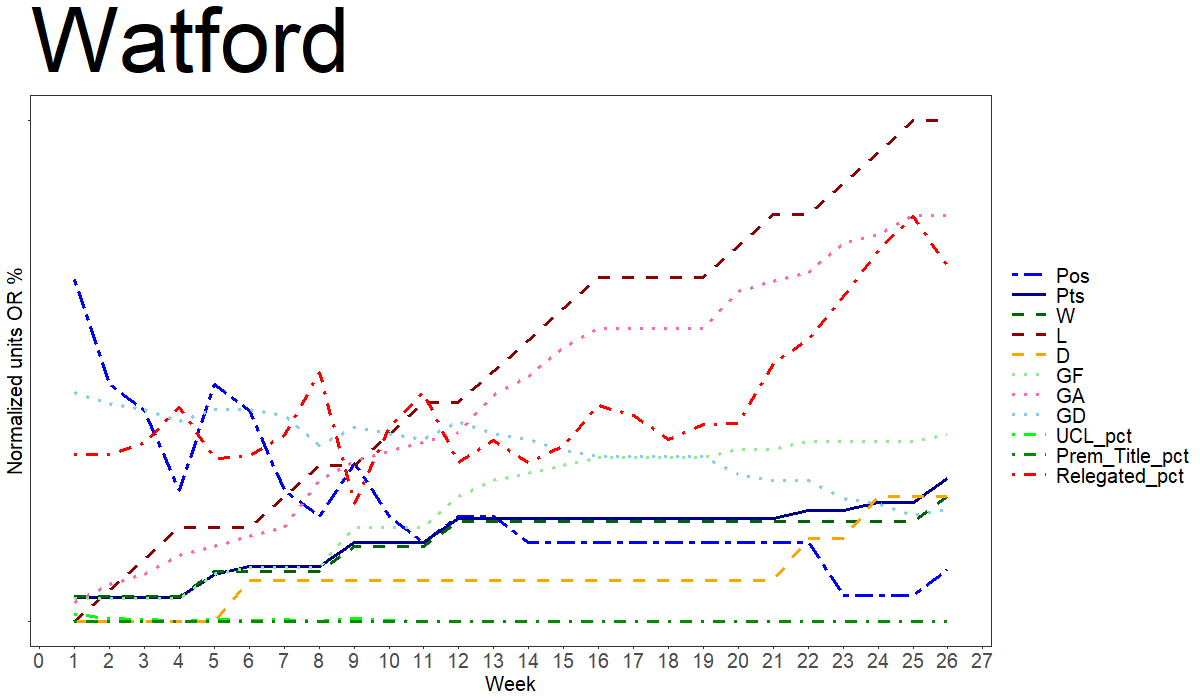 Watford
Normalized units OR %
0 1 2 3 4 5 6 7 8 9 10 11 12 13 14 15 16 17 18 19 20 21 22 23 24 25 26 27
Week
Pos
Pts
W
L
D
GF
GA
GD
UCL_pct
Prem_Title_pct
Relegated_pct